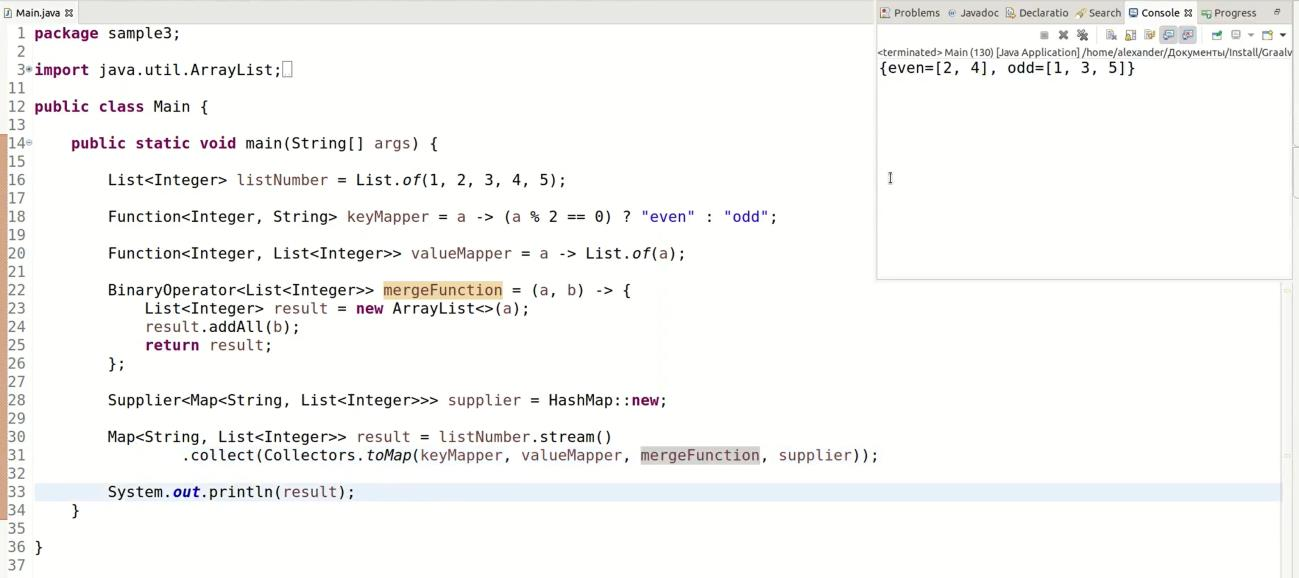 Main.java
Problems Javadoc Declaratio Search Console Progress
<terminated> Main (130) [Java Application] /home/alexander/Документы/Install/Graalv
{even=[2, 4], odd=[1, 3, 5]}
1 package sample3;
2
3 import java.util.ArrayList;
11
12 public class Main {
13
14 public static void main(String[] args) {
15
16 List<Integer> listNumber = List.of(1, 2, 3, 4, 5);
17
18 Function<Integer, String> keyMapper = a -> (a % 2 == 0) ? "even" : "odd";
19
20 Function<Integer, List<Integer>> valueMapper = a -> List.of(a);
21
22 BinaryOperator<List<Integer>> mergeFunction = (a, b) -> {
23 List<Integer> result = new ArrayList<>(a);
24 result.addAll(b);
25 return result;
26 };
27
28 Supplier<Map<String, List<Integer>>> supplier = HashMap::new;
29
30 Map<String, List<Integer>> result = listNumber.stream()
31 .collect(Collectors.toMap(keyMapper, valueMapper, mergeFunction, supplier));
32
33 System.out.println(result);
34 }
35
36 }
37